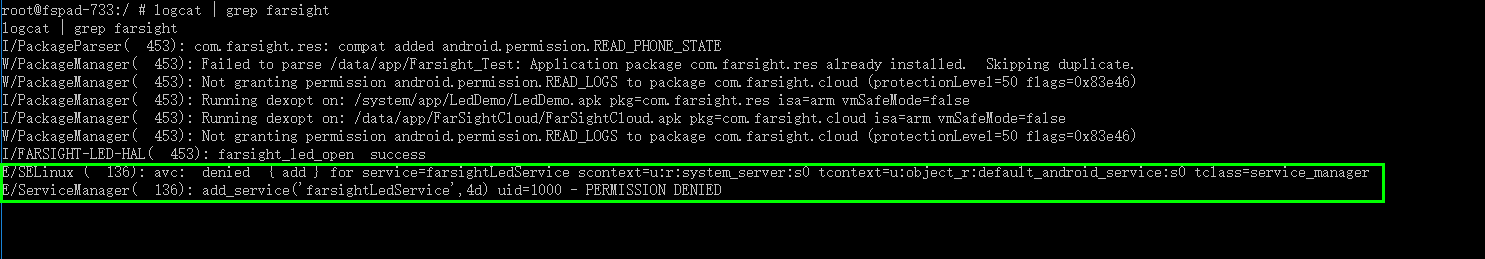 root@fspad-733:/ # logcat | grep farsight
logcat | grep farsight
I/PackageParser(  453): com.farsight.res: compat added android.permission.READ_PHONE_STATE
W/PackageManager(  453): Failed to parse /data/app/Farsight_Test: Application package com.farsight.res already installed.  Skipping duplicate.
W/PackageManager(  453): Not granting permission android.permission.READ_LOGS to package com.farsight.cloud (protectionLevel=50 flags=0x83e46)
I/PackageManager(  453): Running dexopt on: /system/app/LedDemo/LedDemo.apk pkg=com.farsight.res isa=arm vmSafeMode=false
I/PackageManager(  453): Running dexopt on: /data/app/FarSightCloud/FarSightCloud.apk pkg=com.farsight.cloud isa=arm vmSafeMode=false
W/PackageManager(  453): Not granting permission android.permission.READ_LOGS to package com.farsight.cloud (protectionLevel=50 flags=0x83e46)
I/FARSIGHT-LED-HAL(  453): farsight_led_open  success
E/SELinux (  136): avc:  denied  { add } for service=farsightLedService scontext=u:r:system_server:s0 tcontext=u:object_r:default_android_service:s0 tclass=service_manager
E/ServiceManager(  136): add_service('farsightLedService',4d) uid=1000 - PERMISSION DENIED